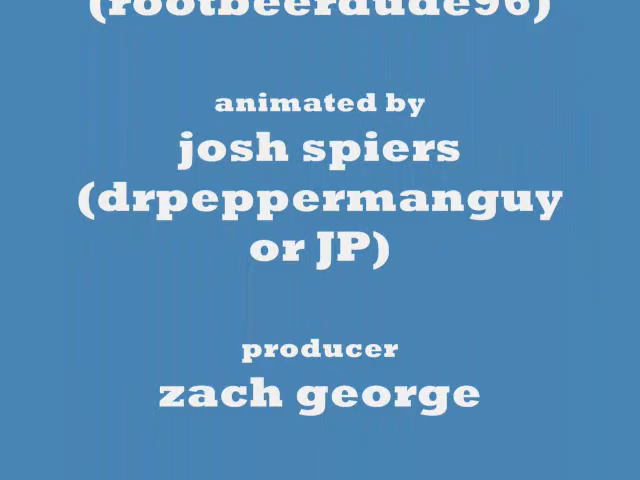 (rootbeerdude96)
animated by
josh spiers
(drpeppermanguy
or JP)
producer
zach george